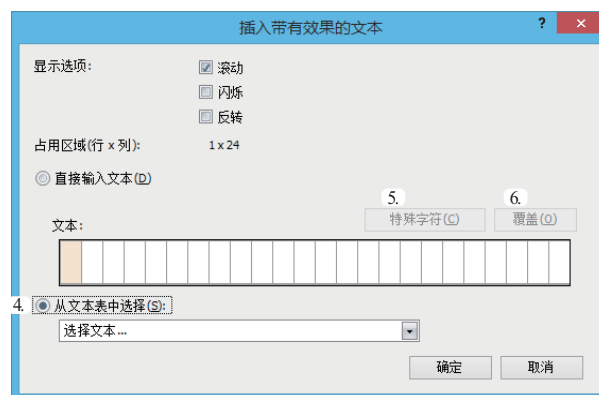 插入带有效果的文本 ? ×
显示选项: 滚动
闪烁
反转
占用区域(行 x 列): 1 x 24
直接输入文本(D)
5. 6.
文本: 特殊字符(C) 覆盖(O)
4. 从文本表中选择(S):
选择文本...
确定 取消